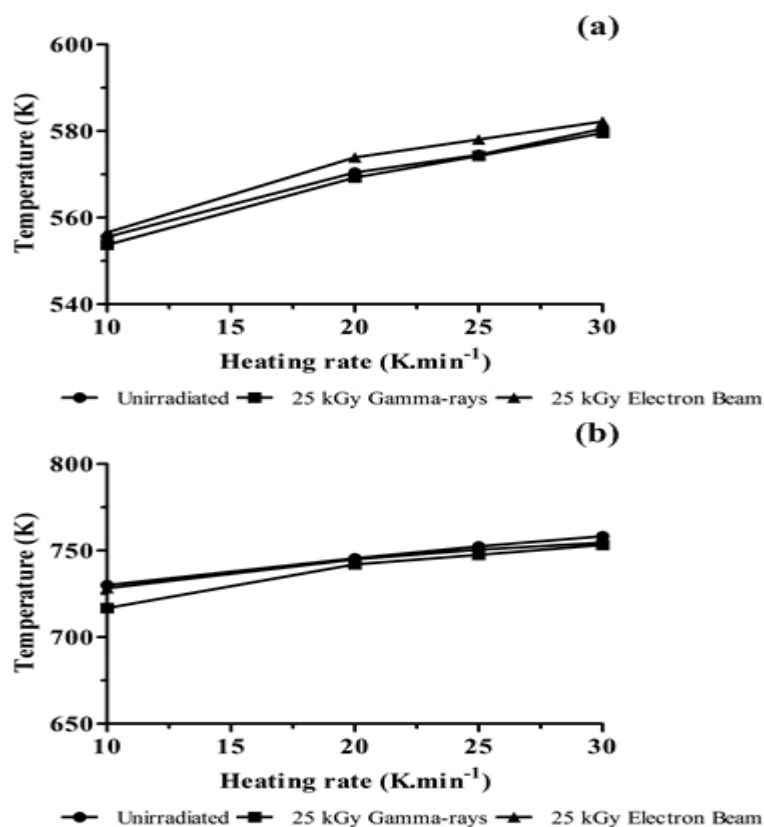 (a)
600
580
560
540
Temperature (K)
10 15 20 25 30
Heating rate (K.min⁻¹)
Unirradiated 25 kGy Gamma-rays 25 kGy Electron Beam
(b)
800
750
700
650
Temperature (K)
10 15 20 25 30
Heating rate (K.min⁻¹)
Unirradiated 25 kGy Gamma-rays 25 kGy Electron Beam